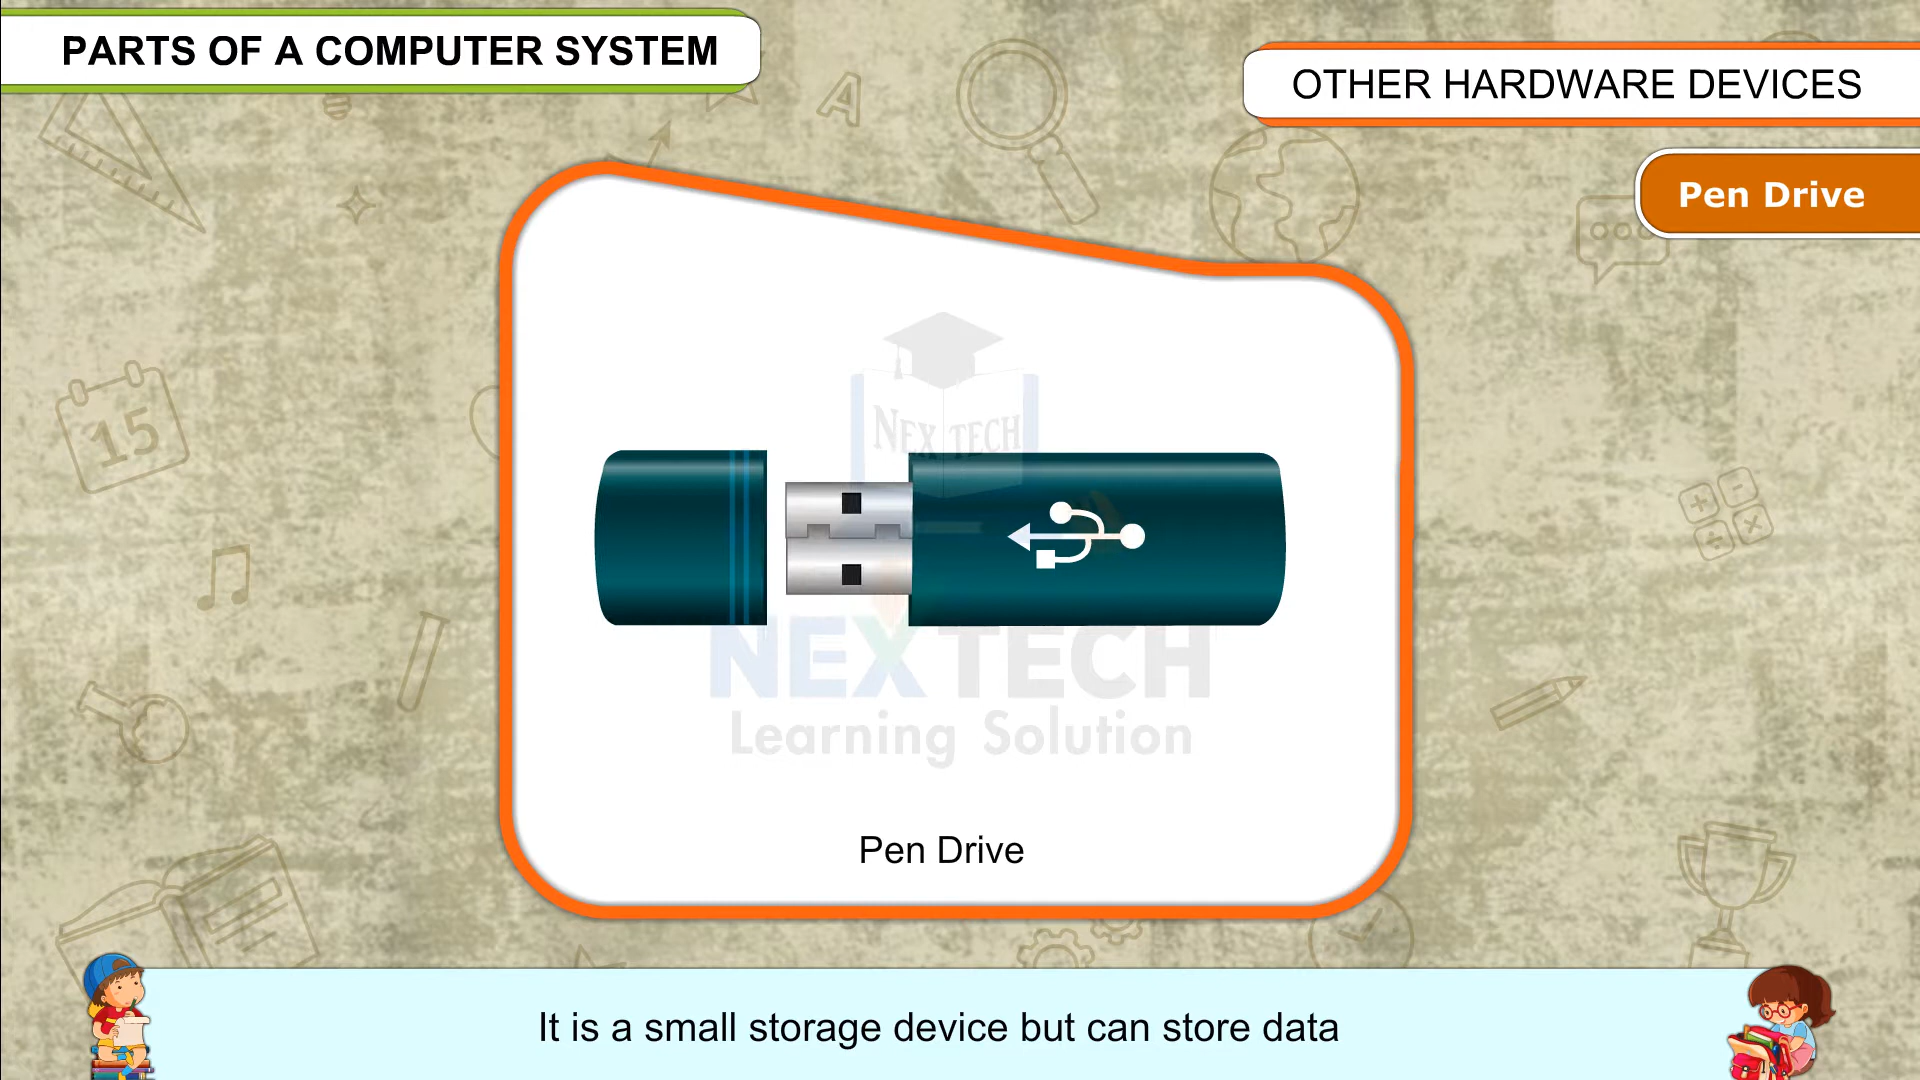 PARTS OF A COMPUTER SYSTEM
OTHER HARDWARE DEVICES
Pen Drive
A
15
NEX TECH
NEXTECH
Learning Solution
Pen Drive
It is a small storage device but can store data